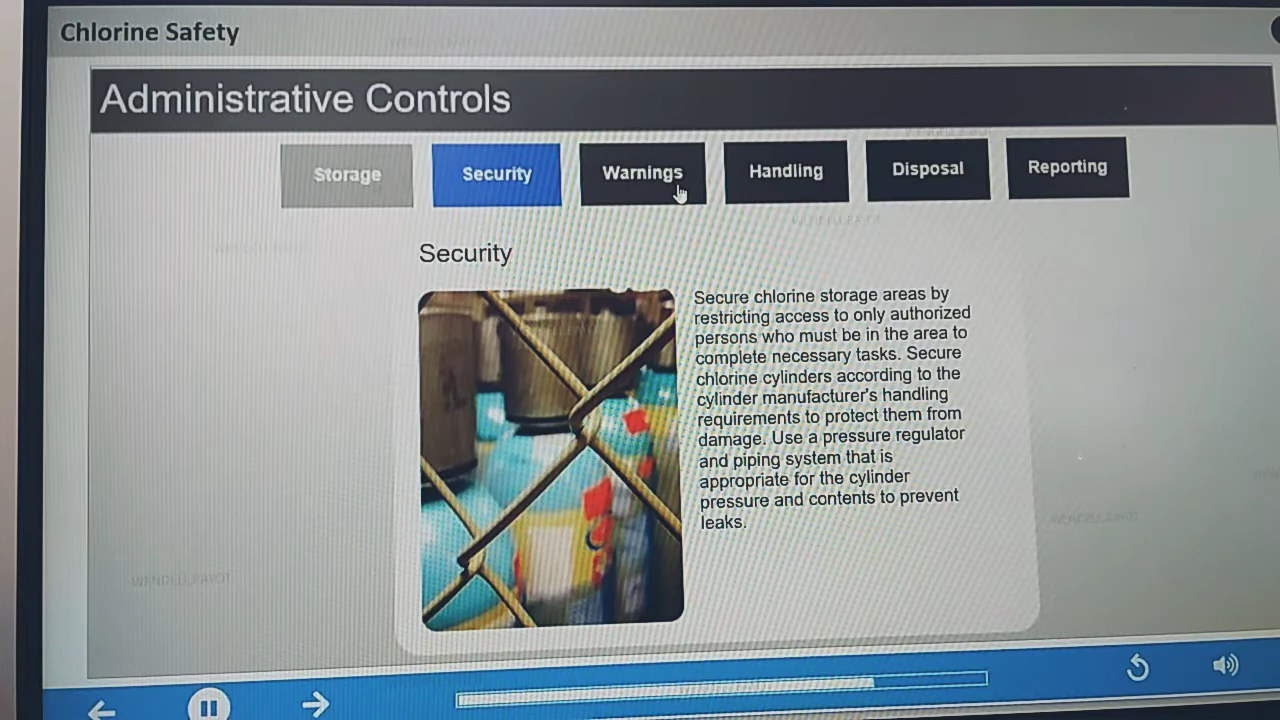 Chlorine Safety
Administrative Controls
Storage
Security
Warnings
Handling
Disposal
Reporting
Security
Secure chlorine storage areas by
restricting access to only authorized
persons who must be in the area to
complete necessary tasks. Secure
chlorine cylinders according to the
cylinder manufacturer's handling
requirements to protect them from
damage. Use a pressure regulator
and piping system that is
appropriate for the cylinder
pressure and contents to prevent
leaks.